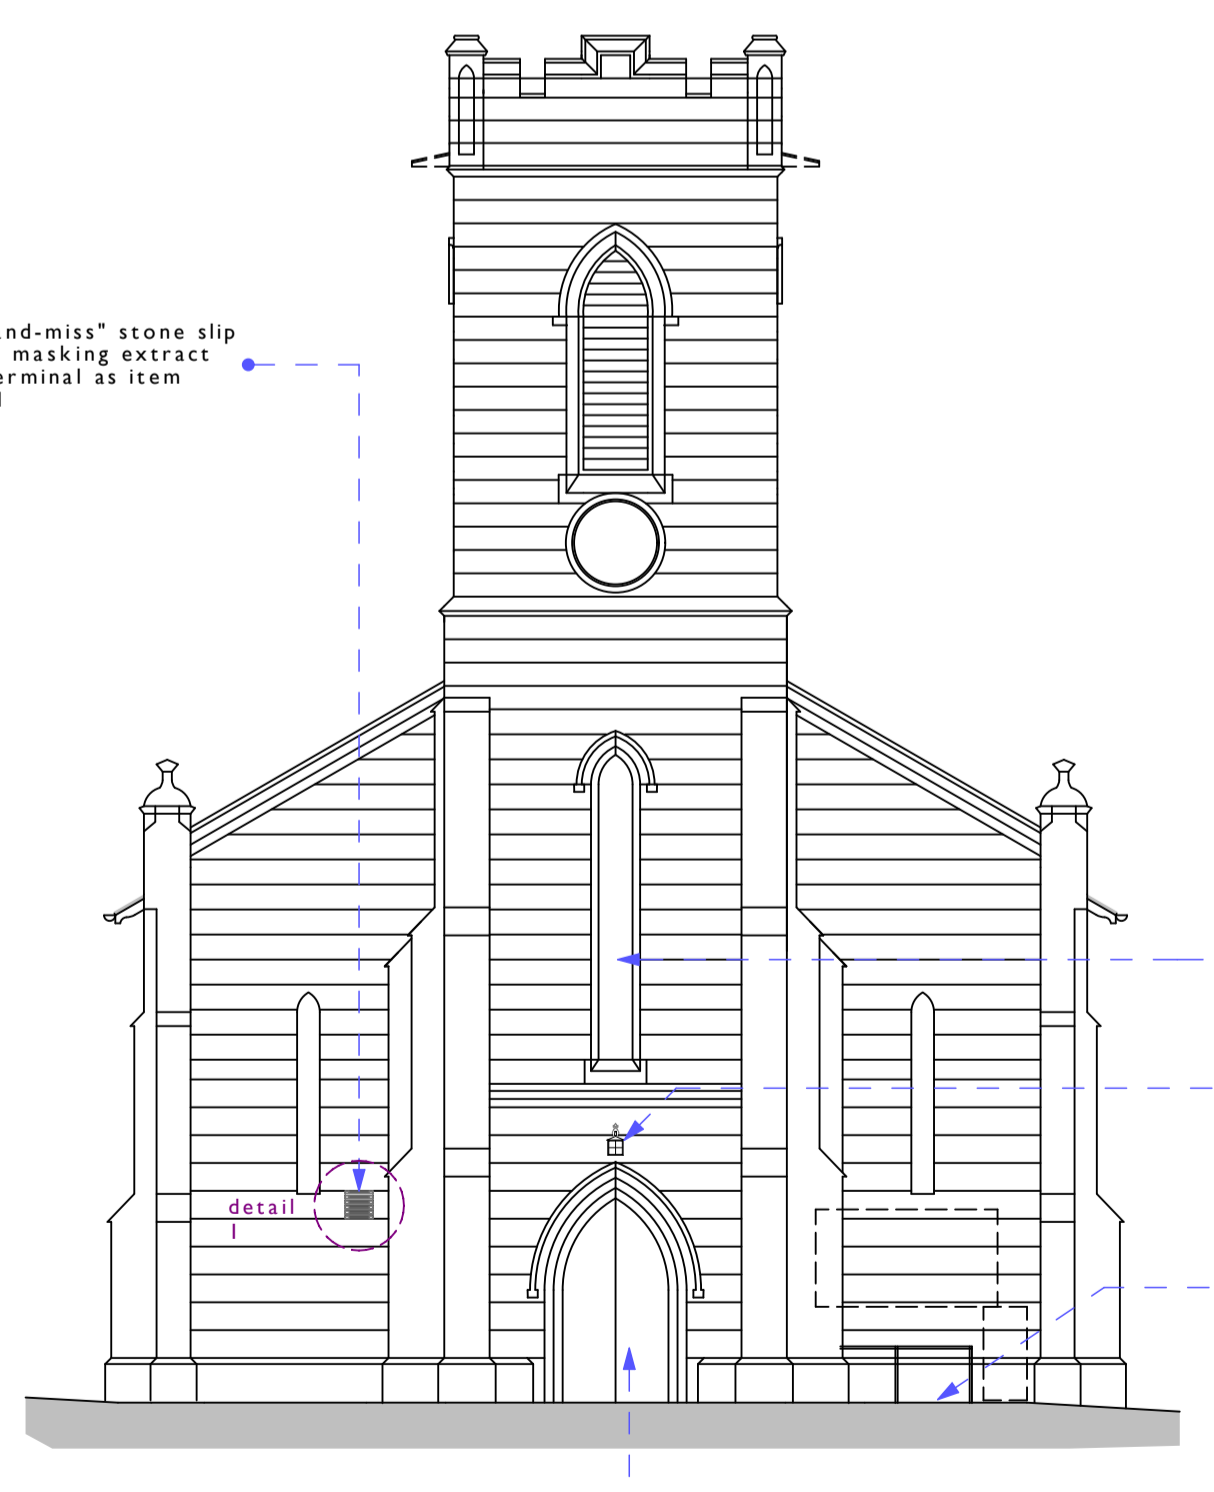 nd-miss" stone slip
masking extract
erminal as item
detail
1